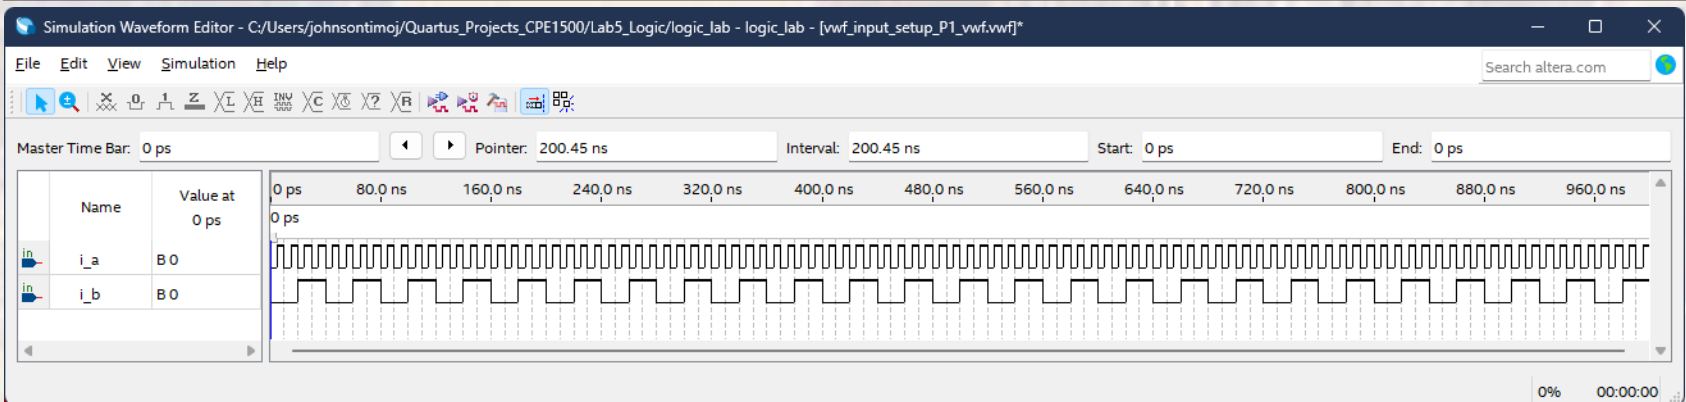 Simulation Waveform Editor - C:/Users/johnsontimoj/Quartus_Projects_CPE1500/Lab5_Logic/logic_lab - logic_lab - [vwf_input_setup_P1_vwf.vwf]*
File Edit View Simulation Help
Search altera.com
Master Time Bar: 0 ps Pointer: 200.45 ns Interval: 200.45 ns Start: 0 ps End: 0 ps
Name Value at 0 ps
0 ps 80.0 ns 160.0 ns 240.0 ns 320.0 ns 400.0 ns 480.0 ns 560.0 ns 640.0 ns 720.0 ns 800.0 ns 880.0 ns 960.0 ns
0 ps
in i_a B 0
in i_b B 0
0% 00:00:00